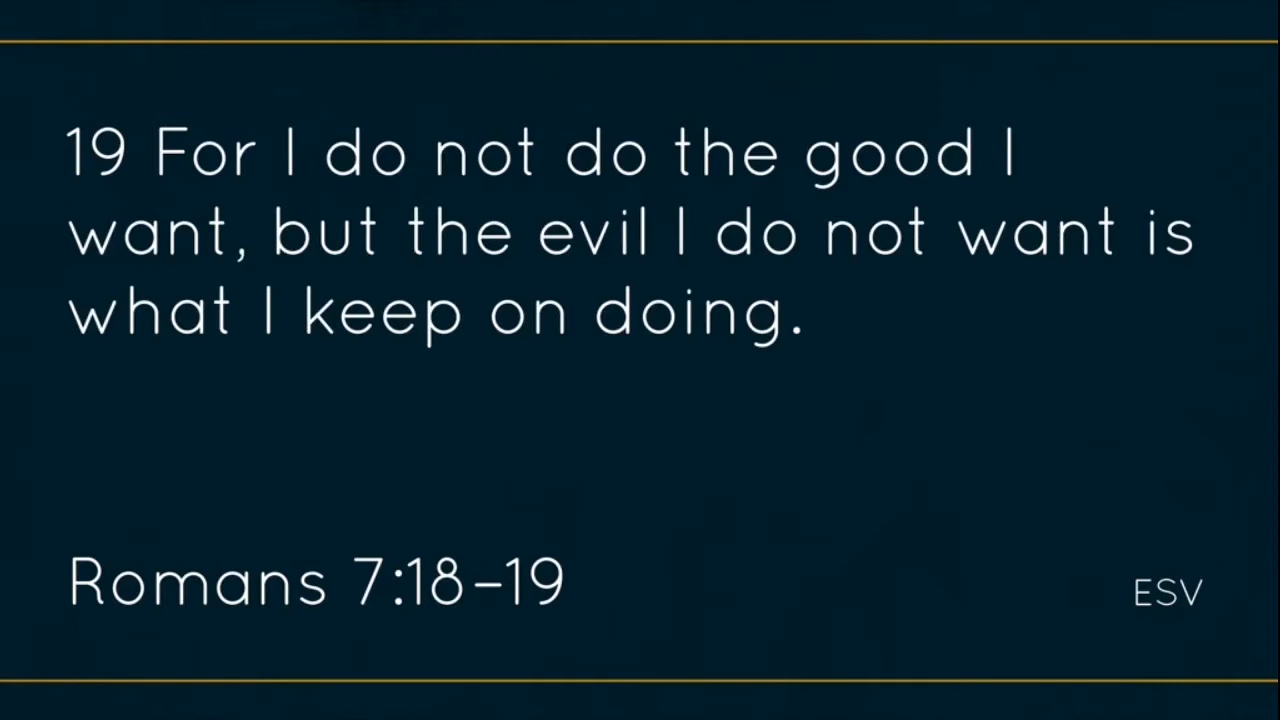 19 For I do not do the good I
want, but the evil I do not want is
what I keep on doing.
Romans 7:18–19
ESV